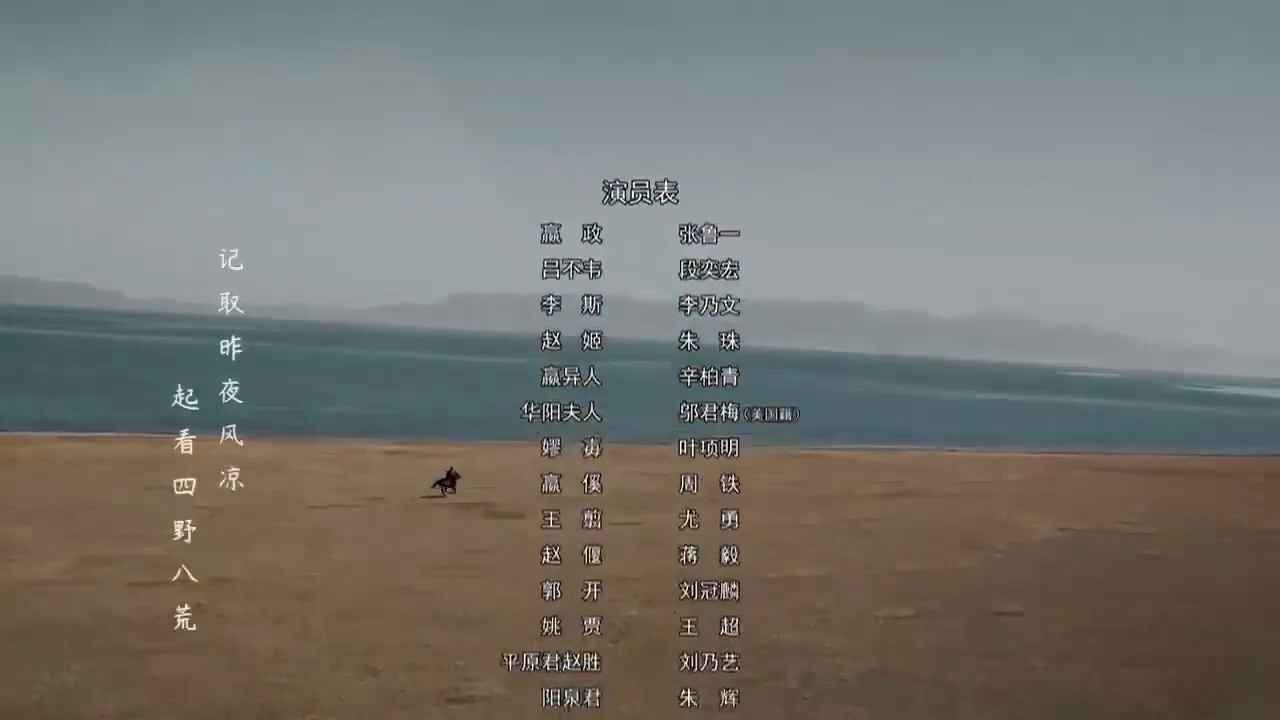 演员表
嬴 政 张鲁一
吕不韦 段奕宏
李 斯 李乃文
赵 姬 朱 珠
嬴异人 辛柏青
华阳夫人 邬君梅（美国籍）
嫪 毐 叶项明
嬴 傒 周 铁
王 翦 尤 勇
赵 偃 蒋 毅
郭 开 刘冠麟
姚 贾 王 超
平原君赵胜 刘乃艺
阳泉君 朱 辉
记取昨夜风凉
起看四野八荒